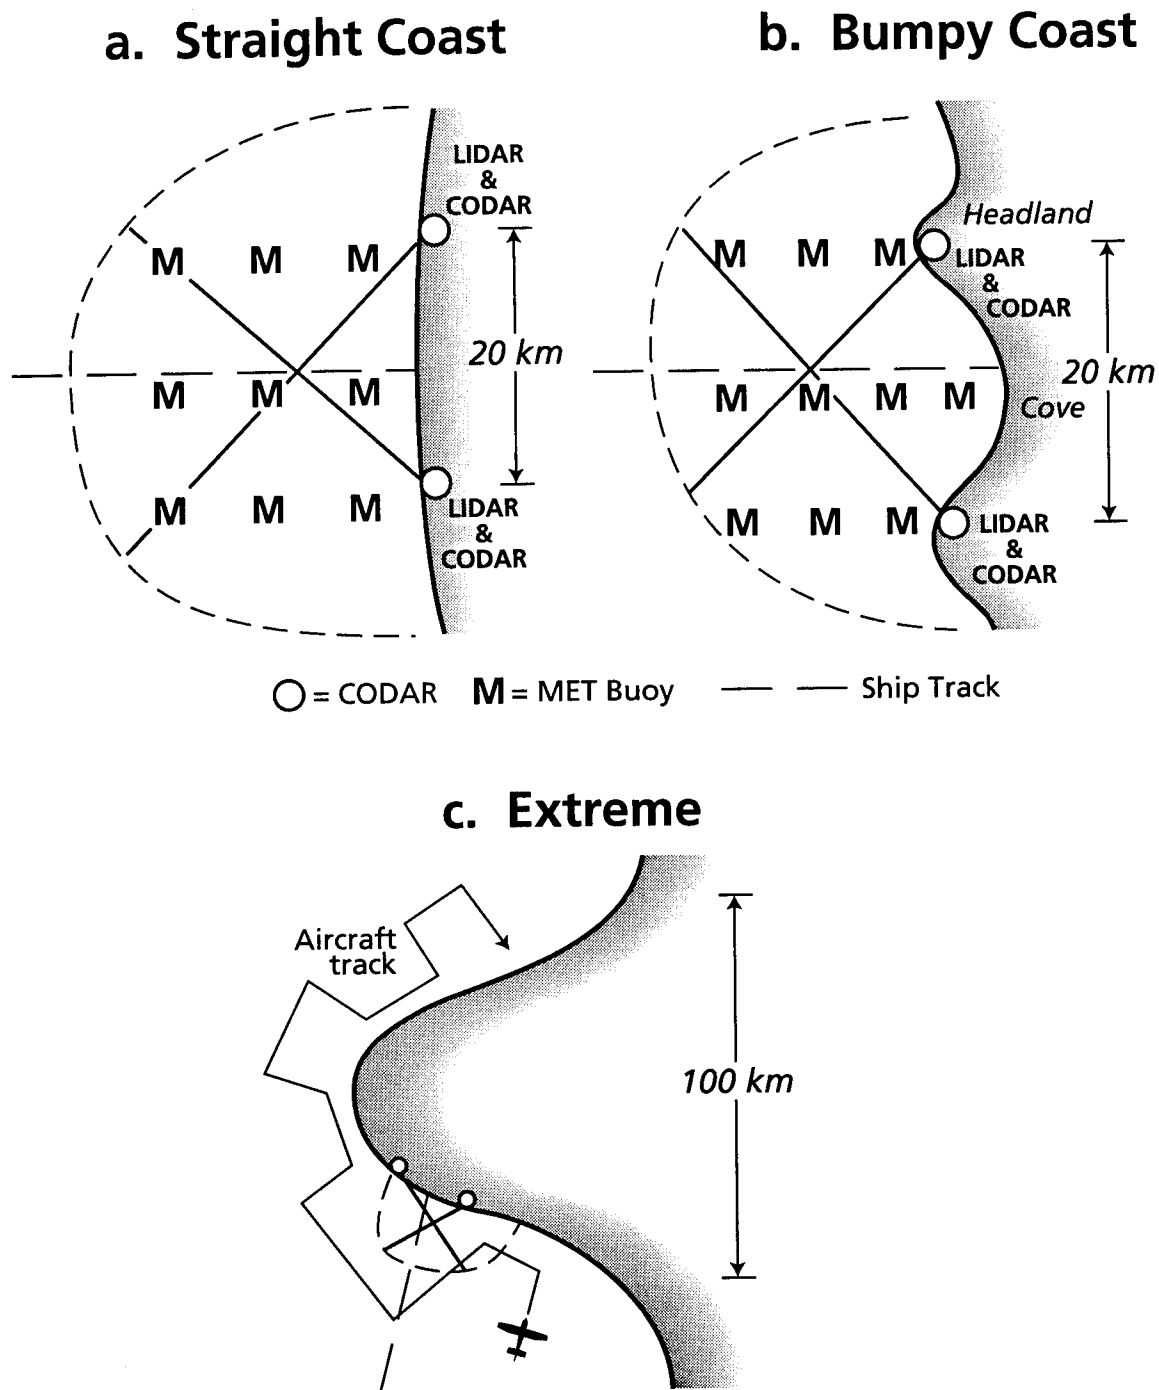 a. Straight Coast
b. Bumpy Coast
LIDAR
&
CODAR
M M M
20 km
M M M
M M M
LIDAR
&
CODAR
Headland
M M M
LIDAR
&
CODAR
20 km
M M M M
Cove
M M M
LIDAR
&
CODAR
= CODAR M = MET Buoy Ship Track
c. Extreme
Aircraft
track
100 km